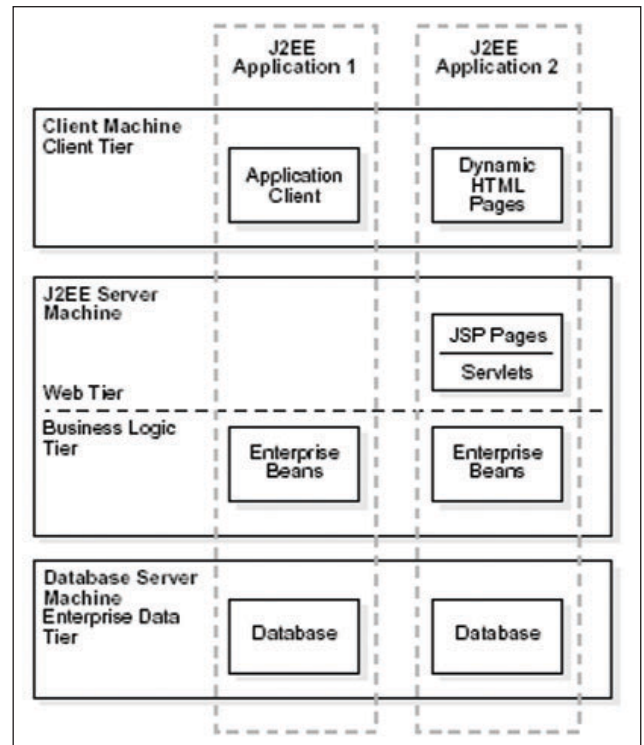 J2EE
Application 1
J2EE
Application 2
Client Machine
Client Tier
Application
Client
Dynamic
HTML
Pages
J2EE Server
Machine
JSP Pages
Servlets
Web Tier
Business Logic
Tier
Enterprise
Beans
Enterprise
Beans
Database Server
Machine
Enterprise Data
Tier
Database
Database